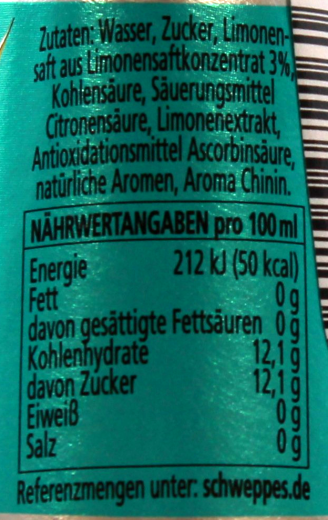 Zutaten: Wasser, Zucker, Limonen-
saft aus Limonensaftkonzentrat 3%,
Kohlensäure, Säuerungsmittel
Citronensäure, Limonenextrakt,
Antioxidationsmittel Ascorbinsäure,
natürliche Aromen, Aroma Chinin.
NÄHRWERTANGABEN pro 100 ml
Energie 212 kJ (50 kcal)
Fett 0 g
davon gesättigte Fettsäuren 0 g
Kohlenhydrate 12,1 g
davon Zucker 12,1 g
Eiweiß 0 g
Salz 0 g
Referenzmengen unter: schweppes.de